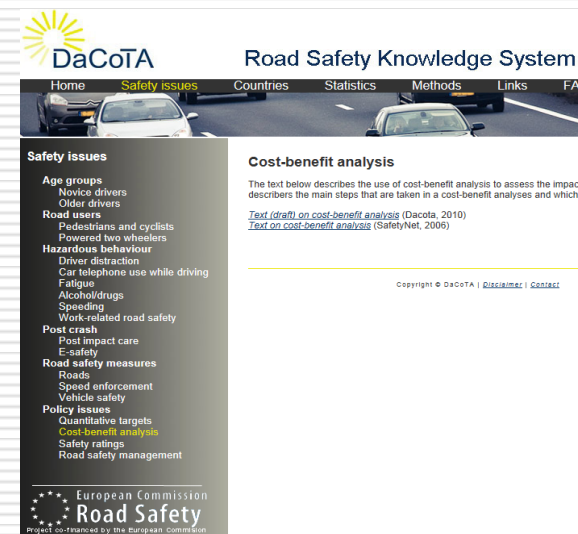 DaCoTA
Road Safety Knowledge System
Home Safety issues Countries Statistics Methods Links FA
Safety issues
Age groups
Novice drivers
Older drivers
Road users
Pedestrians and cyclists
Powered two wheelers
Hazardous behaviour
Driver distraction
Car telephone use while driving
Fatigue
Alcohol/drugs
Speeding
Work-related road safety
Post crash
Post impact care
E-safety
Road safety measures
Roads
Speed enforcement
Vehicle safety
Policy issues
Quantitative targets
Cost-benefit analysis
Safety ratings
Road safety management
European Commission
Road Safety
Project co-financed by the European Commision
Cost-benefit analysis
The text below describes the use of cost-benefit analysis to assess the impac
describers the main steps that are taken in a cost-benefit analyses and which
Text (draft) on cost-benefit analysis (Dacota, 2010)
Text on cost-benefit analysis (SafetyNet, 2006)
Copyright © DaCoTA | Disclaimer | Contact